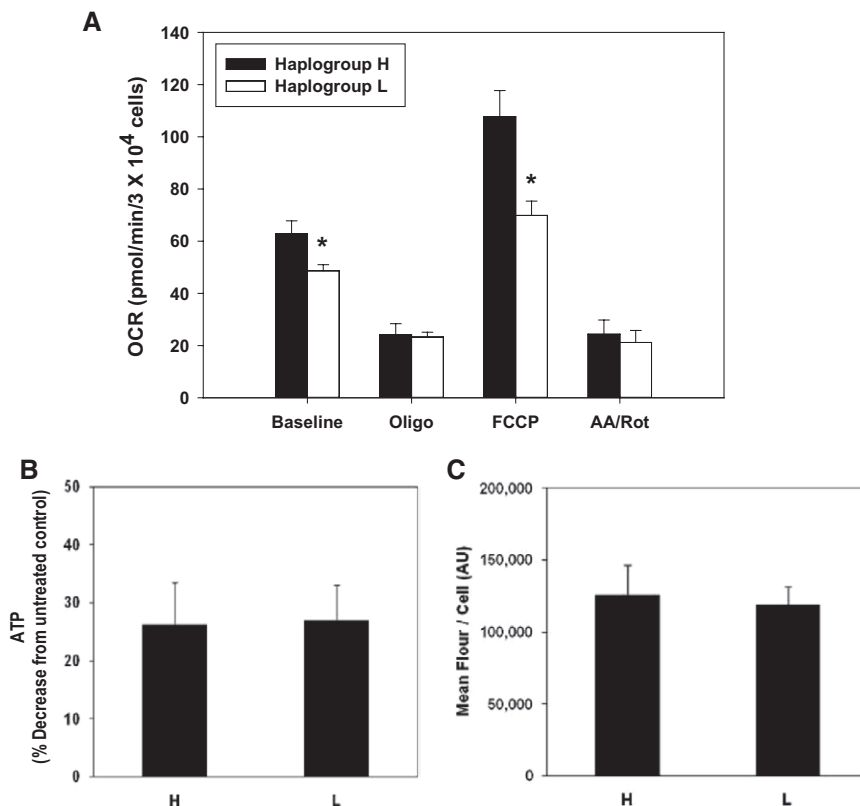 A
OCR (pmol/min/3 X 10⁴ cells)
140
120
100
80
60
40
20
0
Haplogroup H
Haplogroup L
*
*
Baseline Oligo FCCP AA/Rot
B
ATP
(% Decrease from untreated control)
50
40
30
20
10
0
H L
C
Mean Flour / Cell (AU)
200,000
150,000
100,000
50,000
0
H L